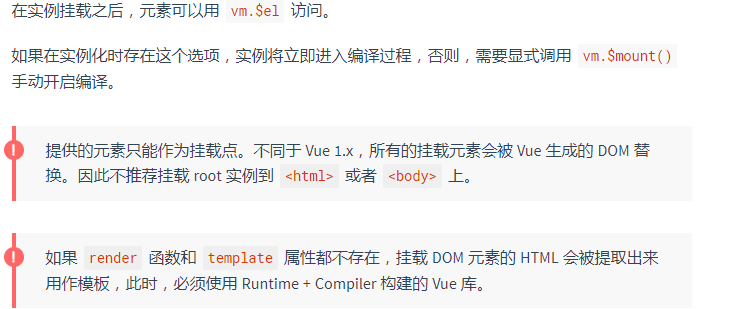 在实例挂载之后，元素可以用 vm.$el 访问。
如果在实例化时存在这个选项，实例将立即进入编译过程，否则，需要显式调用 vm.$mount()
手动开启编译。
提供的元素只能作为挂载点。不同于 Vue 1.x，所有的挂载元素会被 Vue 生成的 DOM 替
换。因此不推荐挂载 root 实例到 <html> 或者 <body> 上。
如果 render 函数和 template 属性都不存在，挂载 DOM 元素的 HTML 会被提取出来
用作模板，此时，必须使用 Runtime + Compiler 构建的 Vue 库。